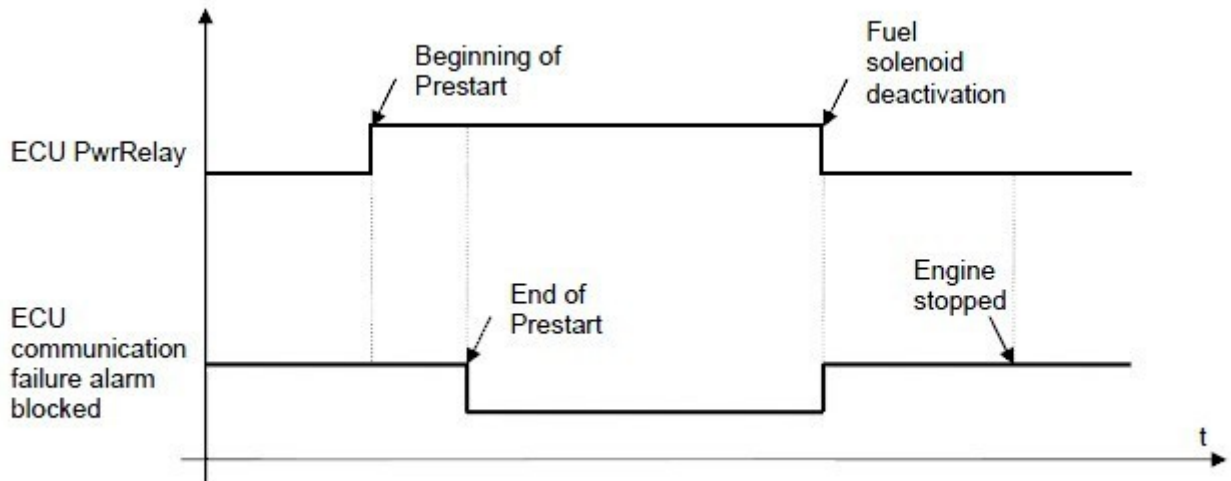 Beginning of
Prestart
Fuel
solenoid
deactivation
ECU PwrRelay
End of
Prestart
Engine
stopped
ECU
communication
failure alarm
blocked
t